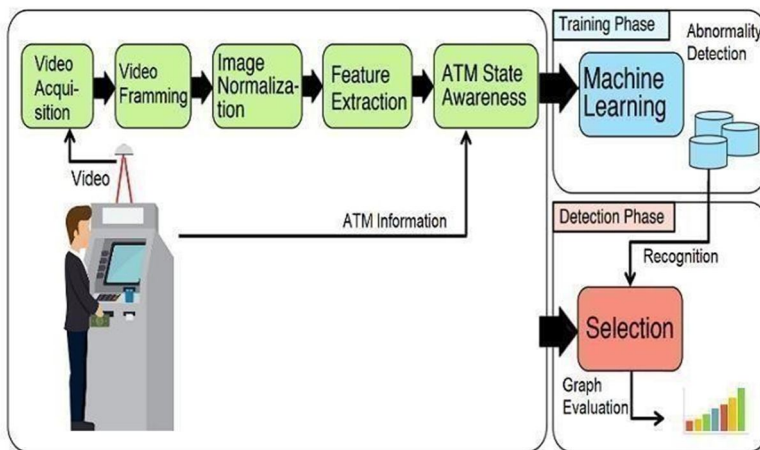 Video
Acqui-
sition
Video
Framming
Image
Normaliza-
tion
Feature
Extraction
ATM State
Awareness
Video
ATM Information
Training Phase
Machine
Learning
Abnormality
Detection
Detection Phase
Recognition
Selection
Graph
Evaluation